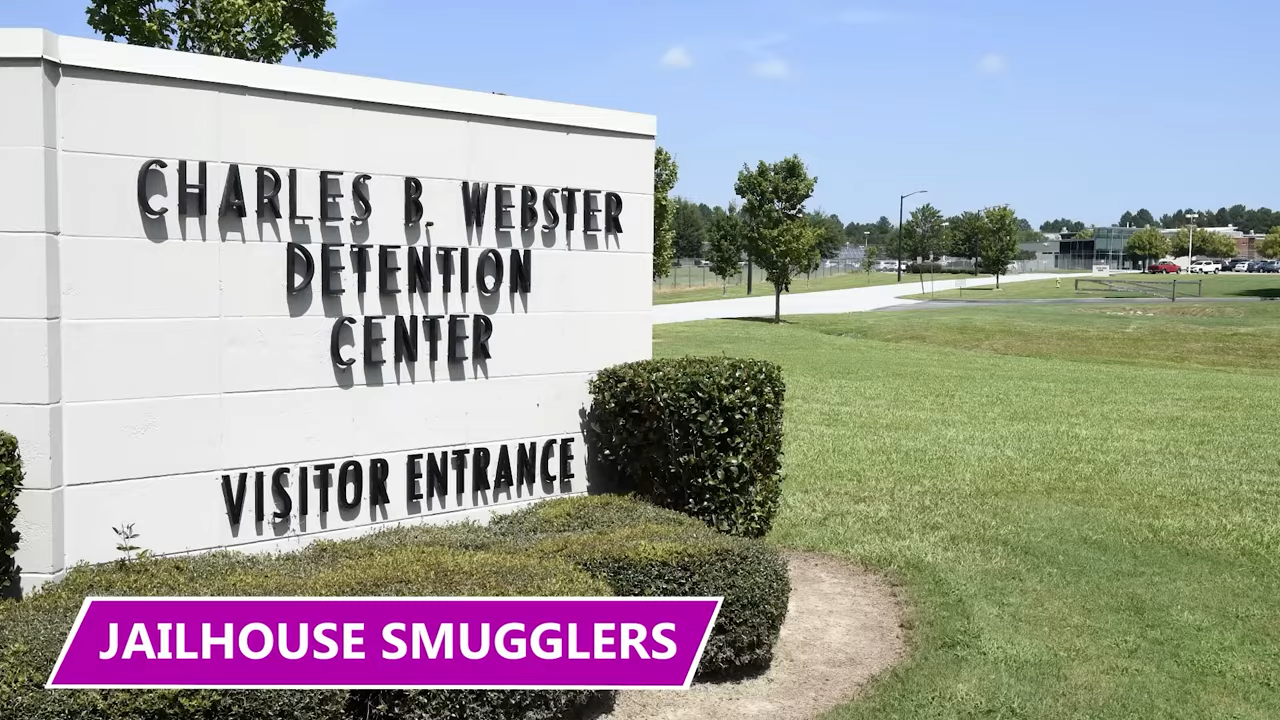 CHARLES B. WEBSTER
DETENTION
CENTER
VISITOR ENTRANCE
JAILHOUSE SMUGGLERS